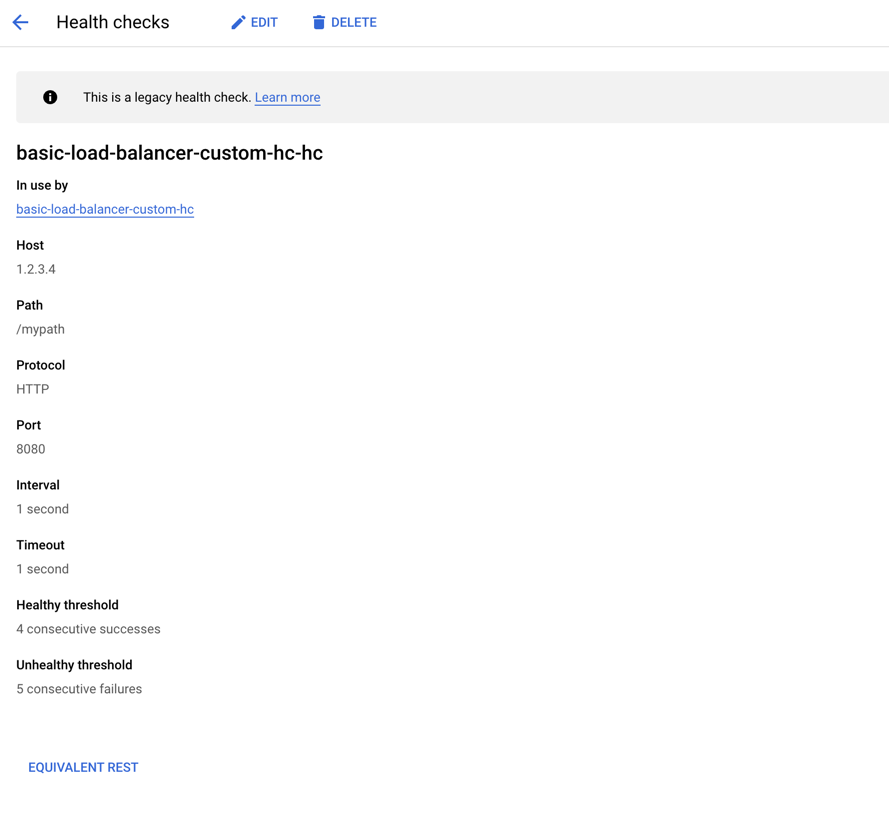 Health checks
EDIT
DELETE
This is a legacy health check. Learn more
basic-load-balancer-custom-hc-hc
In use by
basic-load-balancer-custom-hc
Host
1.2.3.4
Path
/mypath
Protocol
HTTP
Port
8080
Interval
1 second
Timeout
1 second
Healthy threshold
4 consecutive successes
Unhealthy threshold
5 consecutive failures
EQUIVALENT REST